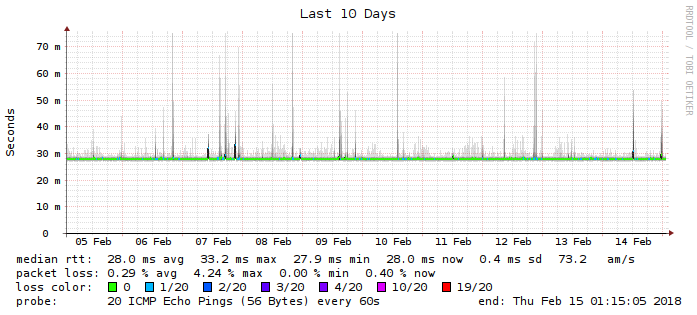 Last 10 Days
RRDTOOL / TOBI OETIKER
Seconds
70 m
60 m
50 m
40 m
30 m
20 m
10 m
0
05 Feb 06 Feb 07 Feb 08 Feb 09 Feb 10 Feb 11 Feb 12 Feb 13 Feb 14 Feb
median rtt: 28.0 ms avg 33.2 ms max 27.9 ms min 28.0 ms now 0.4 ms sd 73.2 am/s
packet loss: 0.29 % avg 4.24 % max 0.00 % min 0.40 % now
loss color: 0 1/20 2/20 3/20 4/20 10/20 19/20
probe: 20 ICMP Echo Pings (56 Bytes) every 60s end: Thu Feb 15 01:15:05 2018